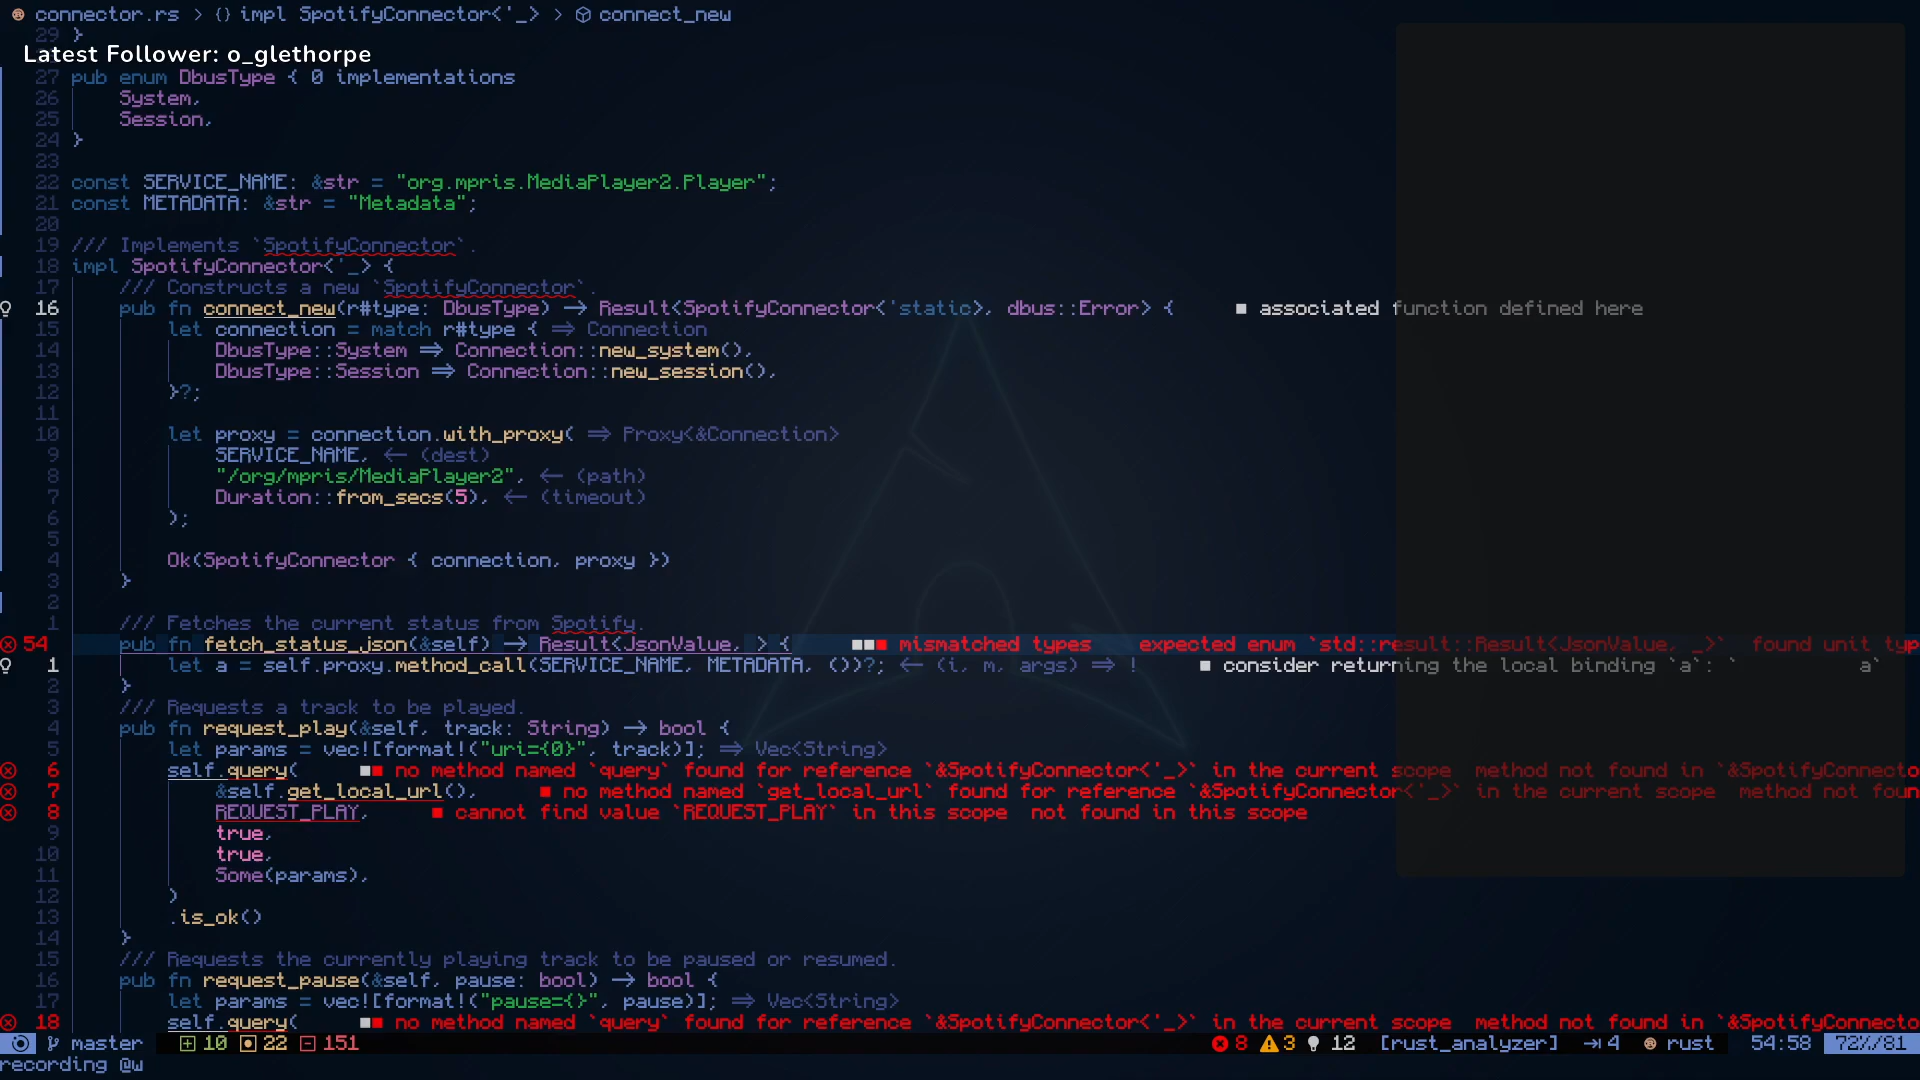 connector.rs > {} impl SpotifyConnector<'_> > connect_new
29 }
Latest Follower: o_glethorpe
27 pub enum DbusType { 0 implementations
26     System,
25     Session,
24 }
23
22 const SERVICE_NAME: &str = "org.mpris.MediaPlayer2.Player";
21 const METADATA: &str = "Metadata";
20
19 /// Implements `SpotifyConnector`.
18 impl SpotifyConnector<'_> {
17     /// Constructs a new `SpotifyConnector`.
16     pub fn connect_new(r#type: DbusType) -> Result<SpotifyConnector<'static>, dbus::Error> {     ■ associated function defined here
15         let connection = match r#type { => Connection
14             DbusType::System => Connection::new_system(),
13             DbusType::Session => Connection::new_session(),
12         }?;
11
10         let proxy = connection.with_proxy( => Proxy<&Connection>
9             SERVICE_NAME, <- (dest)
8             "/org/mpris/MediaPlayer2", <- (path)
7             Duration::from_secs(5), <- (timeout)
6         );
5
4         Ok(SpotifyConnector { connection, proxy })
3     }
2
1     /// Fetches the current status from Spotify.
54     pub fn fetch_status_json(&self) -> Result<JsonValue, > {     ■■■ mismatched types    expected enum `std::result::Result<JsonValue, _>`  found unit typ
1         let a = self.proxy.method_call(SERVICE_NAME, METADATA, ())?; <- (i, m, args) => !     ■ consider returning the local binding `a`: `          a`
2     }
3     /// Requests a track to be played.
4     pub fn request_play(&self, track: String) -> bool {
5         let params = vec![format!("uri={0}", track)]; => Vec<String>
6         self.query(     ■■ no method named `query` found for reference `&SpotifyConnector<'_>` in the current scope  method not found in `&SpotifyConnecto
7             &self.get_local_url(),     ■ no method named `get_local_url` found for reference `&SpotifyConnector<'_>` in the current scope  method not foun
8             REQUEST_PLAY,     ■ cannot find value `REQUEST_PLAY` in this scope  not found in this scope
9             true,
10             true,
11             Some(params),
12         )
13         .is_ok()
14     }
15     /// Requests the currently playing track to be paused or resumed.
16     pub fn request_pause(&self, pause: bool) -> bool {
17         let params = vec![format!("pause={}", pause)]; => Vec<String>
18         self.query(     ■■ no method named `query` found for reference `&SpotifyConnector<'_>` in the current scope  method not found in `&SpotifyConnecto
master 10 22 151 8 3 12 [rust_analyzer] 4 rust 54:58 72%/81
recording @w